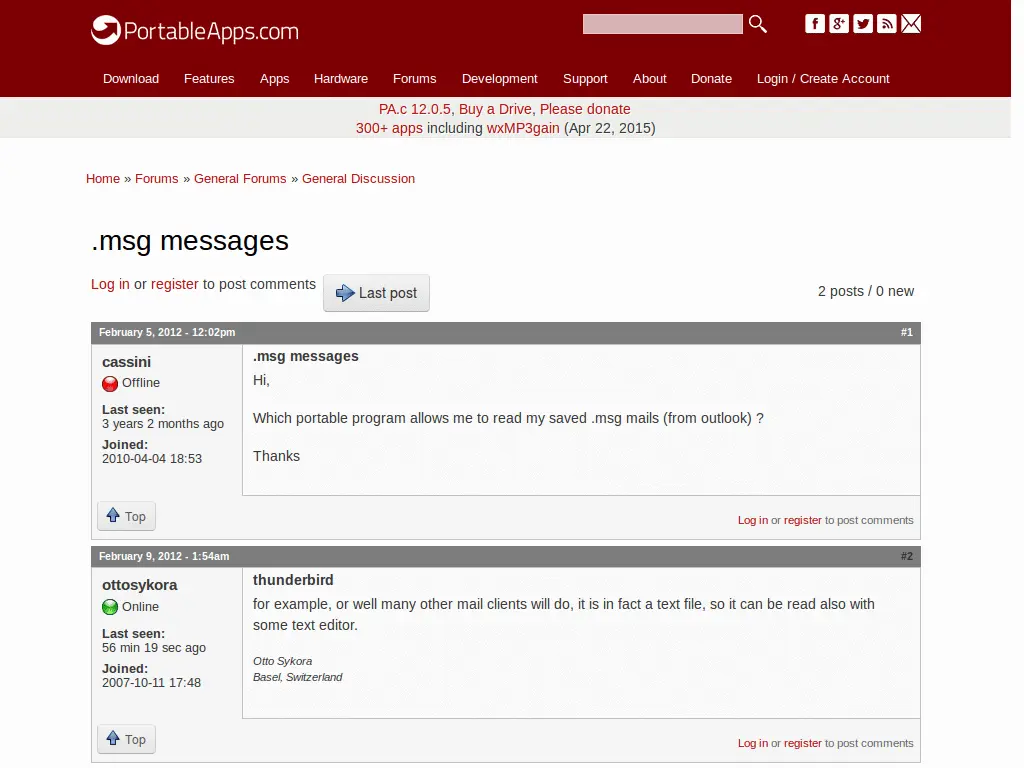 PortableApps.com
Download Features Apps Hardware Forums Development Support About Donate Login / Create Account
PA.c 12.0.5, Buy a Drive, Please donate
300+ apps including wxMP3gain (Apr 22, 2015)
Home » Forums » General Forums » General Discussion
.msg messages
Log in or register to post comments Last post 2 posts / 0 new
February 5, 2012 - 12:02pm #1
cassini
Offline
Last seen:
3 years 2 months ago
Joined:
2010-04-04 18:53
.msg messages
Hi,
Which portable program allows me to read my saved .msg mails (from outlook) ?
Thanks
Top
Log in or register to post comments
February 9, 2012 - 1:54am #2
ottosykora
Online
Last seen:
56 min 19 sec ago
Joined:
2007-10-11 17:48
thunderbird
for example, or well many other mail clients will do, it is in fact a text file, so it can be read also with
some text editor.
Otto Sykora
Basel, Switzerland
Top
Log in or register to post comments